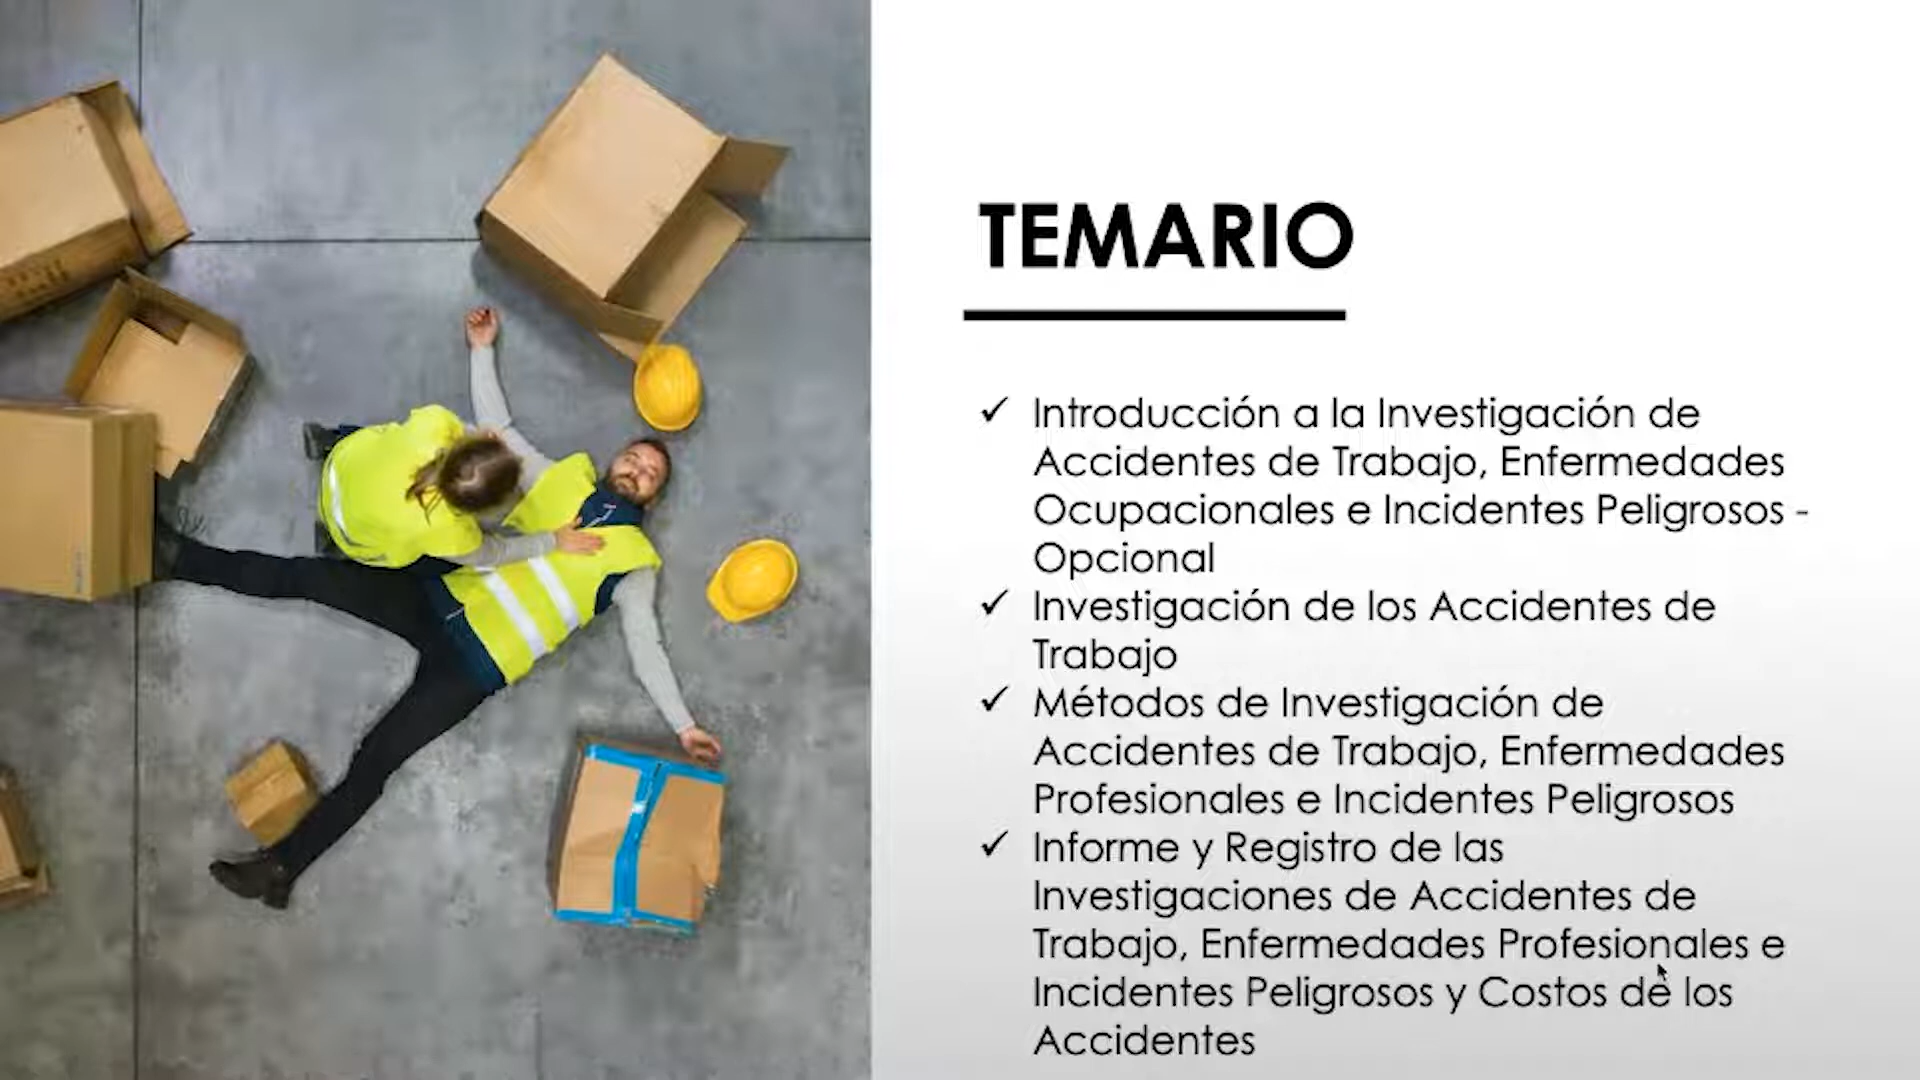 TEMARIO
✓ Introducción a la Investigación de
Accidentes de Trabajo, Enfermedades
Ocupacionales e Incidentes Peligrosos -
Opcional
✓ Investigación de los Accidentes de
Trabajo
✓ Métodos de Investigación de
Accidentes de Trabajo, Enfermedades
Profesionales e Incidentes Peligrosos
✓ Informe y Registro de las
Investigaciones de Accidentes de
Trabajo, Enfermedades Profesionales e
Incidentes Peligrosos y Costos de los
Accidentes